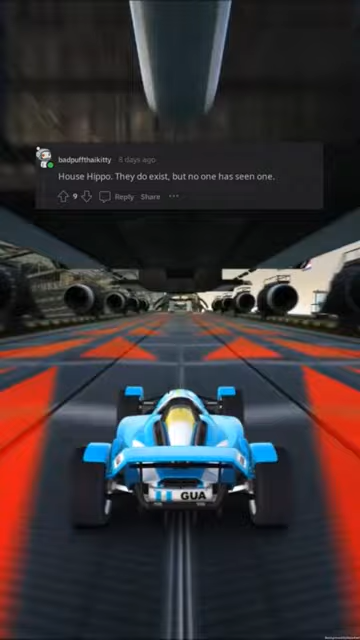 badpuffthaikitty · 8 days ago
House Hippo. They do exist, but no one has seen one.
9 Reply Share ···
GUA